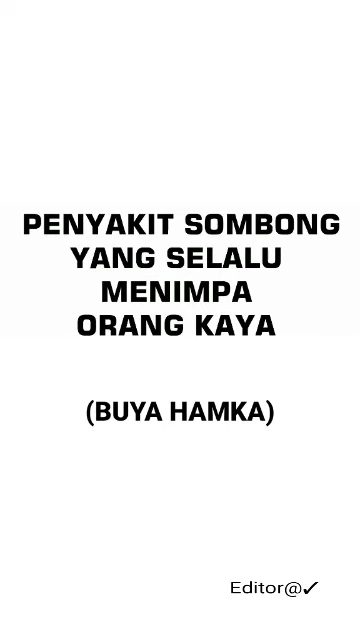 PENYAKIT SOMBONG
YANG SELALU
MENIMPA
ORANG KAYA
(BUYA HAMKA)
Editor@✓